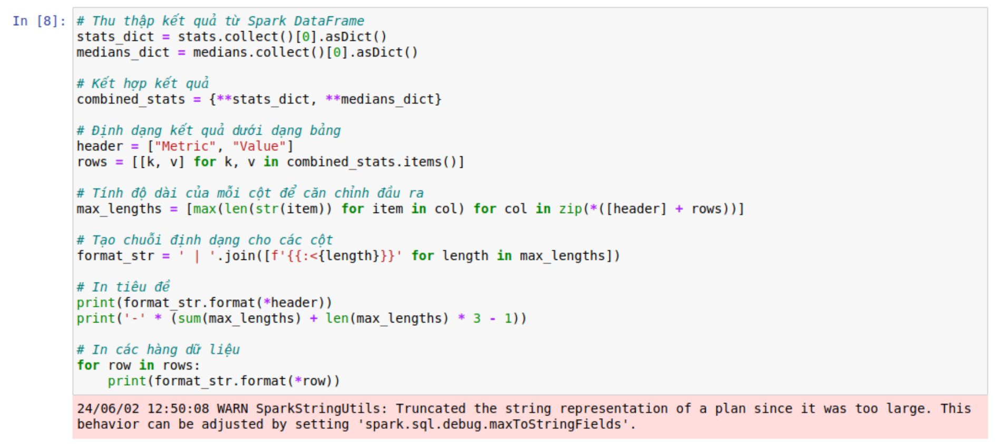 In [8]: # Thu thập kết quả từ Spark DataFrame
stats_dict = stats.collect()[0].asDict()
medians_dict = medians.collect()[0].asDict()

# Kết hợp kết quả
combined_stats = {**stats_dict, **medians_dict}

# Định dạng kết quả dưới dạng bảng
header = ["Metric", "Value"]
rows = [[k, v] for k, v in combined_stats.items()]

# Tính độ dài của mỗi cột để căn chỉnh đầu ra
max_lengths = [max(len(str(item)) for item in col) for col in zip(*([header] + rows))]

# Tạo chuỗi định dạng cho các cột
format_str = ' | '.join([f'{{:<{length}}}' for length in max_lengths])

# In tiêu đề
print(format_str.format(*header))
print('-' * (sum(max_lengths) + len(max_lengths) * 3 - 1))

# In các hàng dữ liệu
for row in rows:
    print(format_str.format(*row))
24/06/02 12:50:08 WARN SparkStringUtils: Truncated the string representation of a plan since it was too large. This
behavior can be adjusted by setting 'spark.sql.debug.maxToStringFields'.